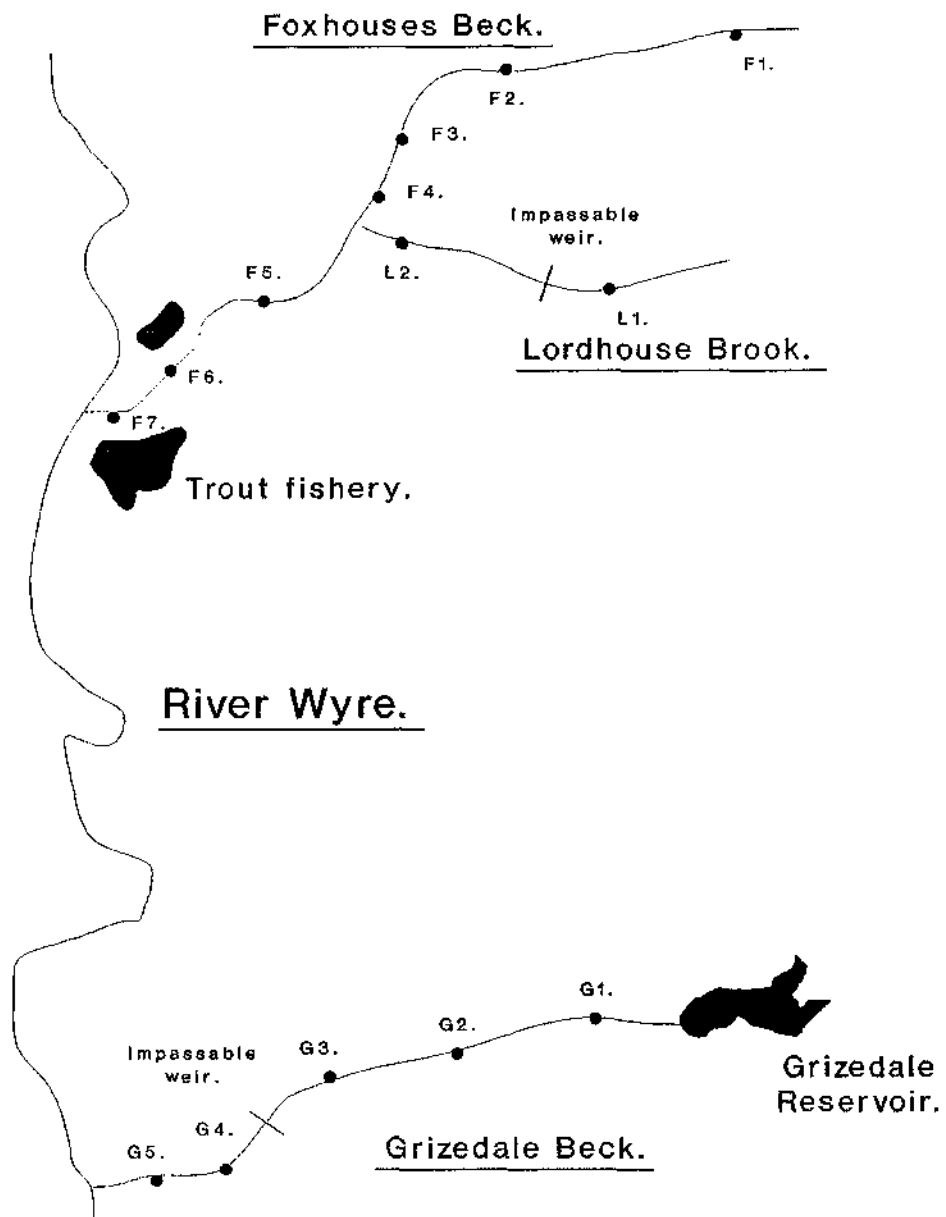 Foxhouses Beck.
F1.
F2.
F3.
F4.
Impassable
weir.
F5.
L2.
L1.
Lordhouse Brook.
F6.
F7.
Trout fishery.
River Wyre.
G1.
G2.
G3.
Impassable
weir.
Grizedale
Reservoir.
G4.
G5.
Grizedale Beck.